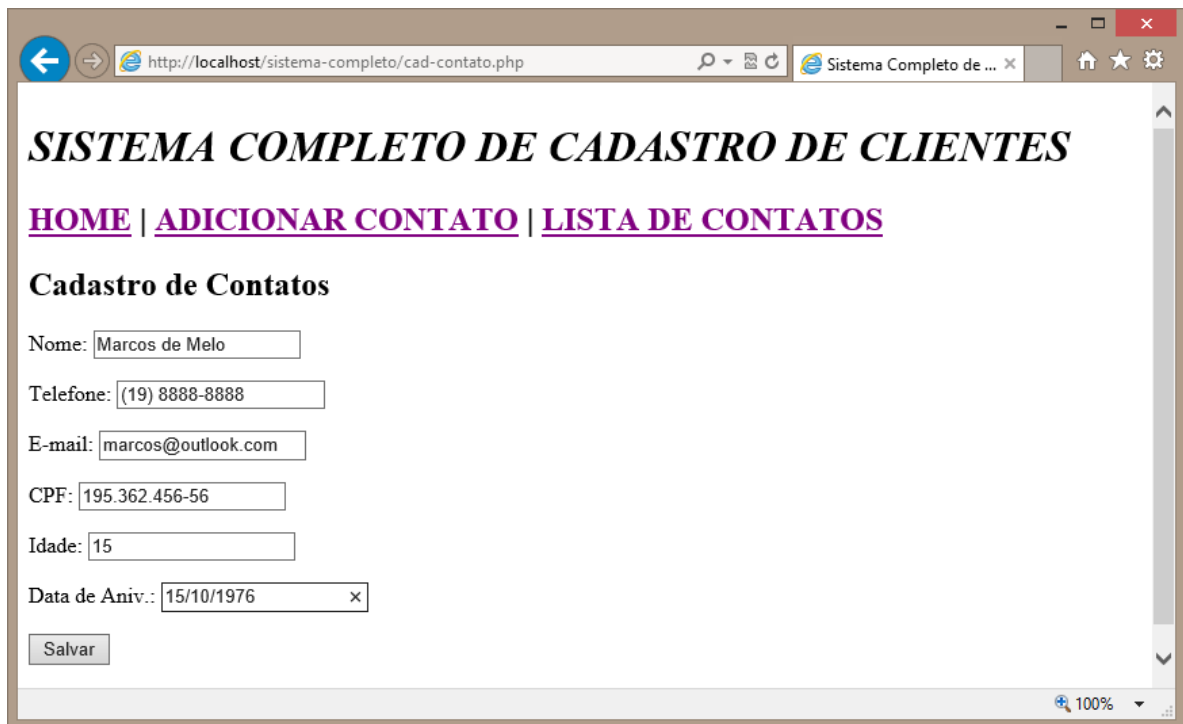 http://localhost/sistema-completo/cad-contato.php
Sistema Completo de ...
SISTEMA COMPLETO DE CADASTRO DE CLIENTES
HOME | ADICIONAR CONTATO | LISTA DE CONTATOS
Cadastro de Contatos
Nome: Marcos de Melo
Telefone: (19) 8888-8888
E-mail: marcos@outlook.com
CPF: 195.362.456-56
Idade: 15
Data de Aniv.: 15/10/1976
Salvar
100%